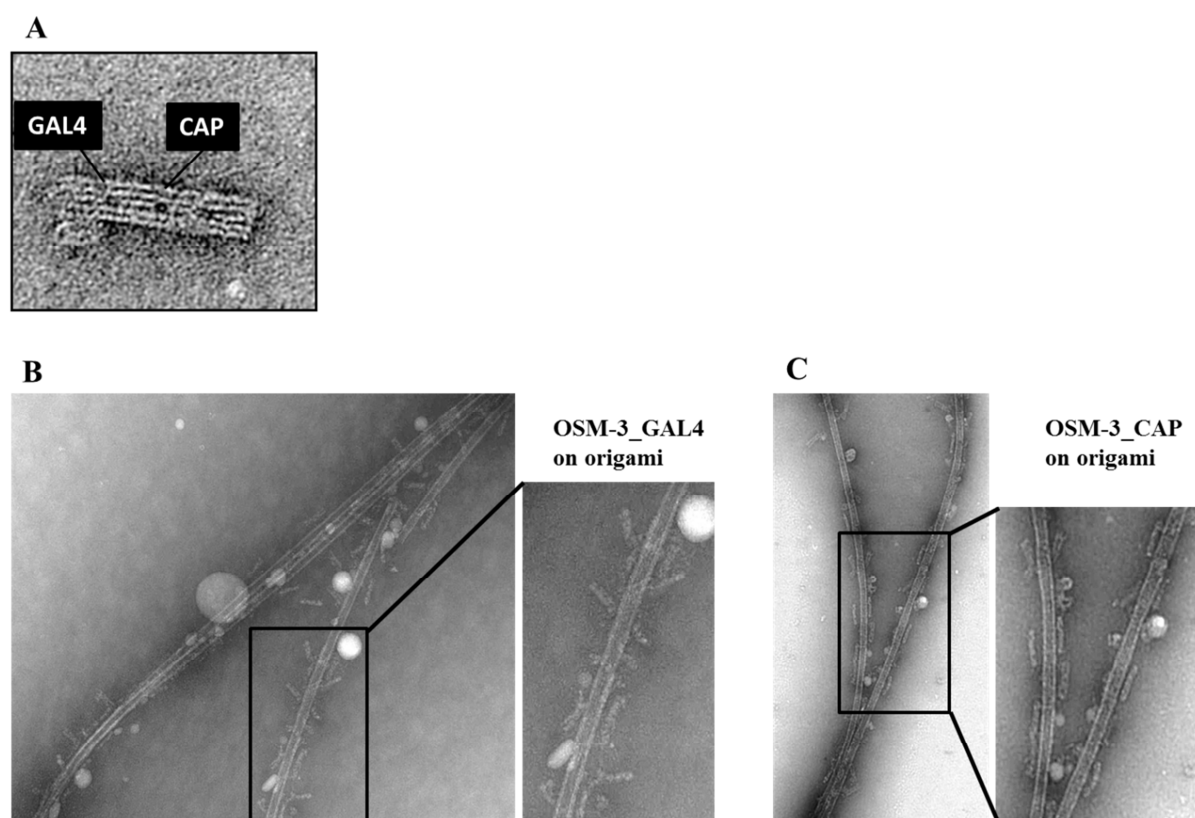 A
GAL4
CAP
B
C
OSM-3_GAL4
on origami
OSM-3_CAP
on origami